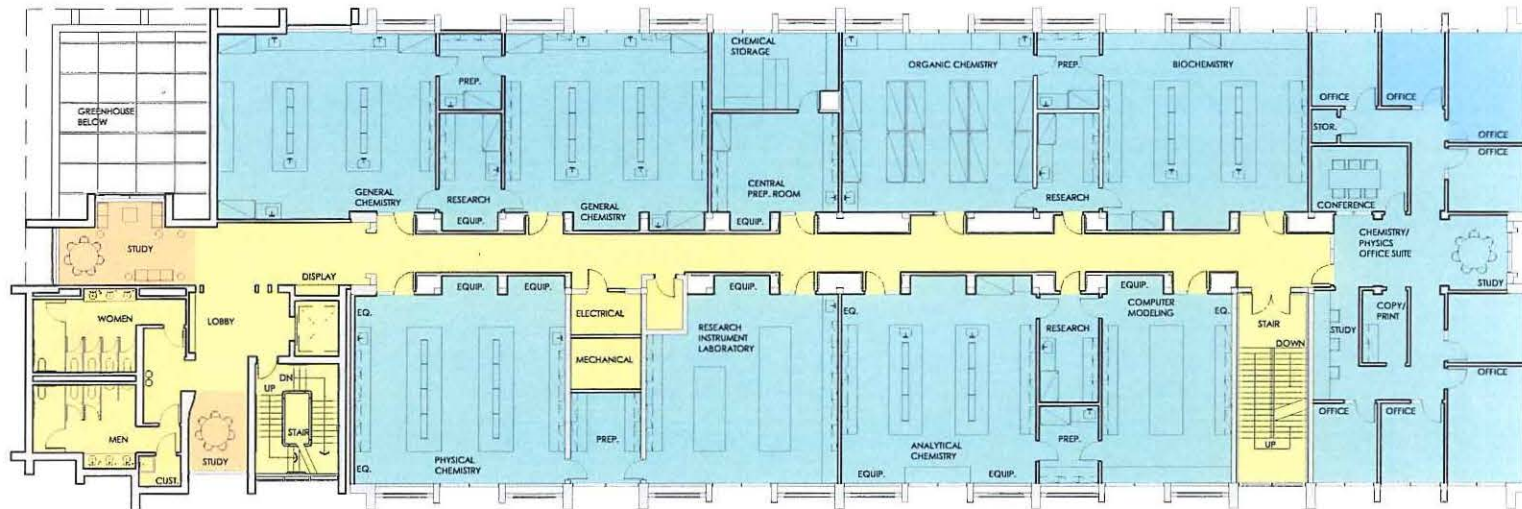 CHEMICAL
STORAGE
ORGANIC CHEMISTRY
PREP.
BIOCHEMISTRY
PREP.
GREENHOUSE
BELOW
OFFICE
OFFICE
STOR.
OFFICE
OFFICE
GENERAL
CHEMISTRY
RESEARCH
GENERAL
CHEMISTRY
CENTRAL
PREP. ROOM
RESEARCH
CONFERENCE
EQUIP.
EQUIP.
STUDY
CHEMISTRY/
PHYSICS
OFFICE SUITE
DISPLAY
STUDY
WOMEN
LOBBY
EQ.
EQUIP.
EQUIP.
ELECTRICAL
EQUIP.
RESEARCH
INSTRUMENT
LABORATORY
EQ.
RESEARCH
EQUIP.
COMPUTER
MODELING
EQ.
STAIR
DOWN
STUDY
COPY/
PRINT
MECHANICAL
OFFICE
UP
DN
STAIR
MEN
STUDY
CUST.
EQ.
PHYSICAL
CHEMISTRY
PREP.
ANALYTICAL
CHEMISTRY
EQUIP.
EQUIP.
PREP.
UP
OFFICE
OFFICE